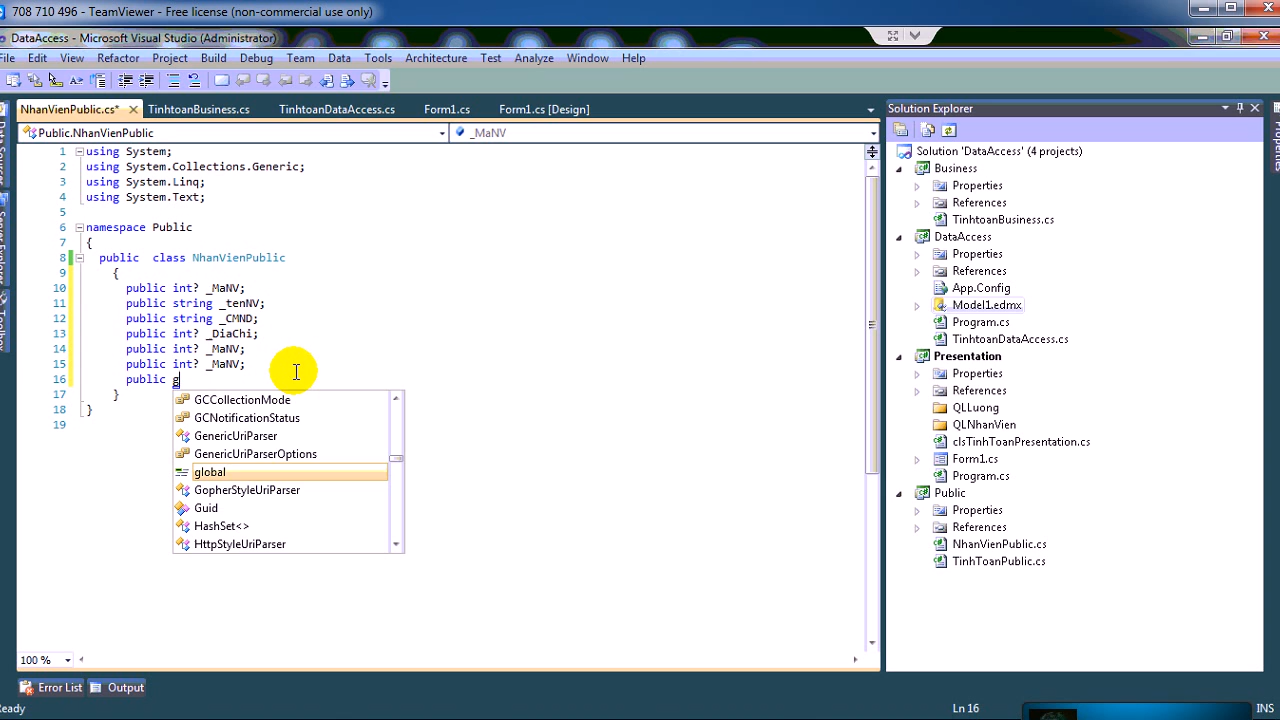 708 710 496 - TeamViewer - Free license (non-commercial use only)
DataAccess - Microsoft Visual Studio (Administrator)
File Edit View Refactor Project Build Debug Team Data Tools Architecture Test Analyze Window Help
NhanVienPublic.cs* TinhtoanBusiness.cs TinhtoanDataAccess.cs Form1.cs Form1.cs [Design]
Public.NhanVienPublic _MaNV
1 using System;
2 using System.Collections.Generic;
3 using System.Linq;
4 using System.Text;
5
6 namespace Public
7 {
8 public  class NhanVienPublic
9 {
10 public int? _MaNV;
11 public string _tenNV;
12 public string _CMND;
13 public int? _DiaChi;
14 public int? _MaNV;
15 public int? _MaNV;
16 public g
17 }
18 }
19
GCCollectionMode
GCNotificationStatus
GenericUriParser
GenericUriParserOptions
global
GopherStyleUriParser
Guid
HashSet<>
HttpStyleUriParser
100 %
Error List Output
Ready Ln 16 INS
Solution Explorer
Solution 'DataAccess' (4 projects)
Business
Properties
References
TinhtoanBusiness.cs
DataAccess
Properties
References
App.Config
Model1.edmx
Program.cs
TinhtoanDataAccess.cs
Presentation
Properties
References
QLLuong
QLNhanVien
clsTinhToanPresentation.cs
Form1.cs
Program.cs
Public
Properties
References
NhanVienPublic.cs
TinhToanPublic.cs
Data Sources
Server Explorer
Toolbox
Properties